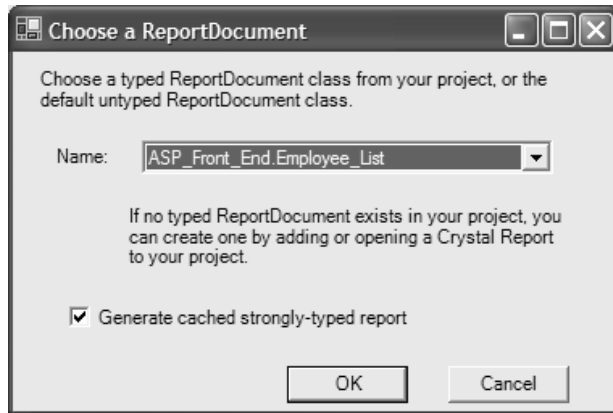 Choose a ReportDocument
Choose a typed ReportDocument class from your project, or the
default untyped ReportDocument class.
Name:
ASP_Front_End.Employee_List
If no typed ReportDocument exists in your project, you
can create one by adding or opening a Crystal Report
to your project.
Generate cached strongly-typed report
OK
Cancel